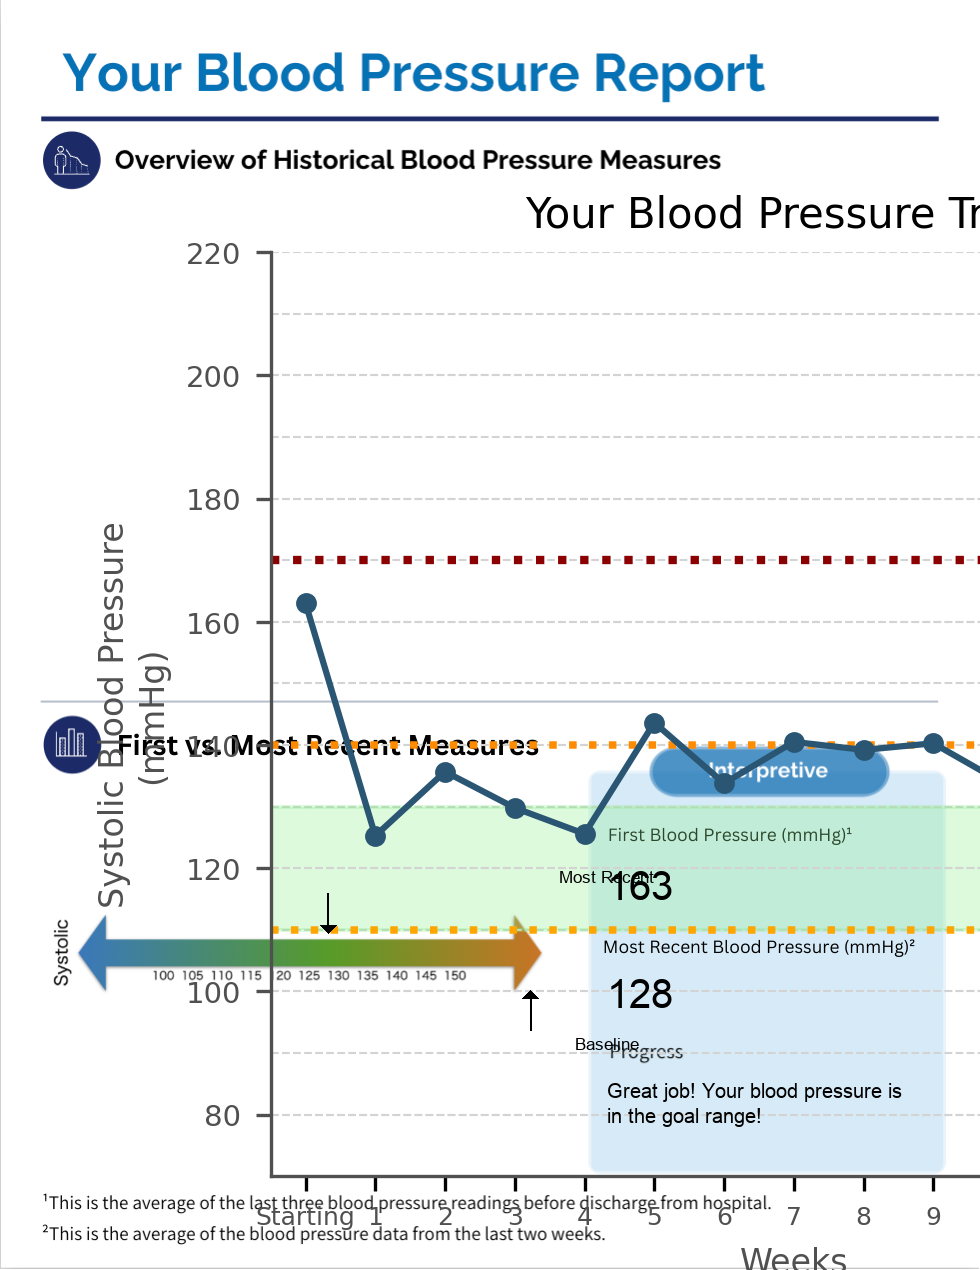 Your Blood Pressure Report
Overview of Historical Blood Pressure Measures
Your Blood Pressure Tr
220
200
180
160
140
120
100
80
Systolic Blood Pressure
(mmHg)
First vs. Most Recent Measures
Interpretive
First Blood Pressure (mmHg)¹
Most Recent
163
Most Recent Blood Pressure (mmHg)²
128
Baseline
Progress
Great job! Your blood pressure is
in the goal range!
Systolic
100 105 110 115 120 125 130 135 140 145 150
¹This is the average of the last three blood pressure readings before discharge from hospital.
Starting 1 2 3 4 5 6 7 8 9
²This is the average of the blood pressure data from the last two weeks.
Weeks